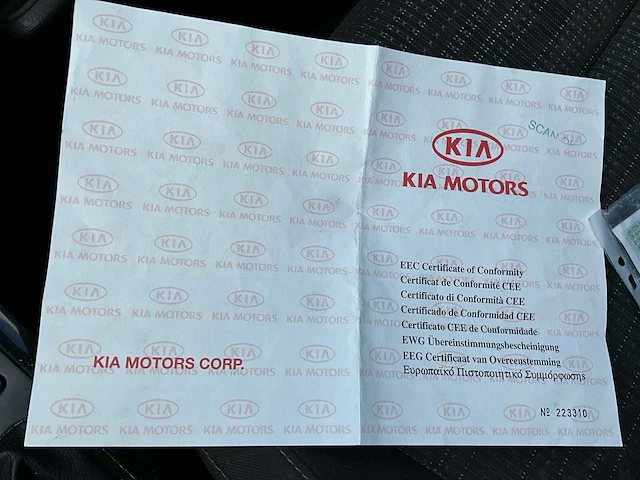 KIA
KIA MOTORS
EEC Certificate of Conformity
Certificat de Conformité CEE
Certificato di Conformità CEE
Certificado de Conformidad CEE
Certificato CEE de Conformidade
EWG Übereinstimmungsbescheinigung
EEG Certificaat van Overeenstemming
Ευρωπαϊκό Πιστοποιητικό Συμμόρφωσης
Nº 223310
KIA MOTORS CORP.